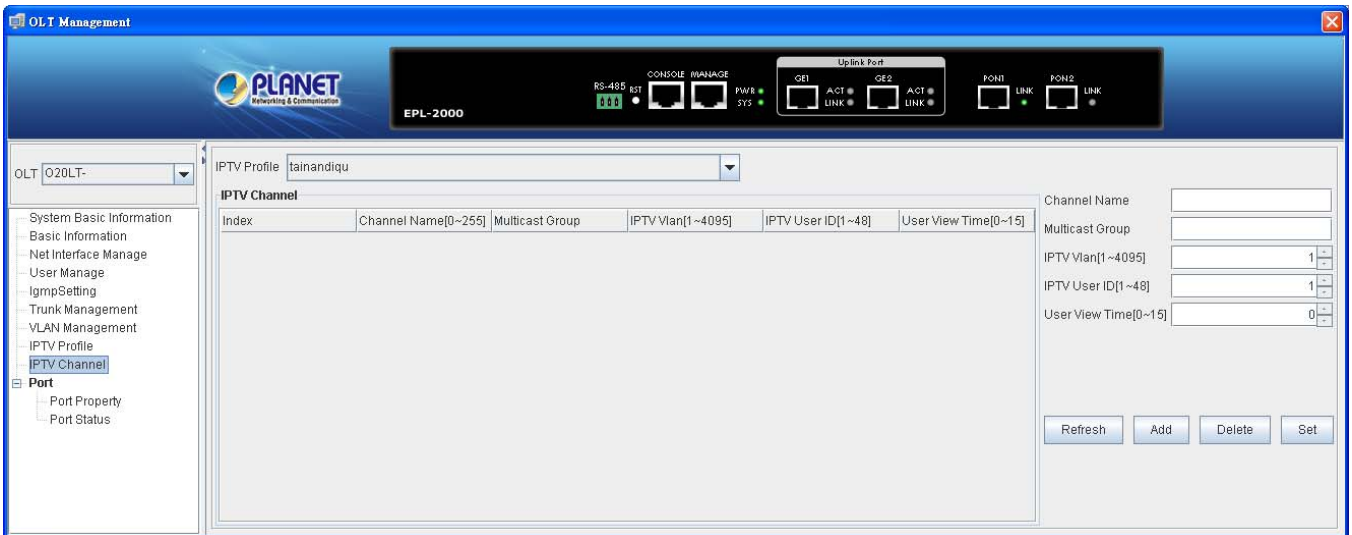 OLT Management
PLANET
Networking & Communication
EPL-2000
RS-485
RST
CONSOLE
MANAGE
PWR
SYS
Uplink Port
GE1
ACT
LINK
GE2
ACT
LINK
PON1
LINK
PON2
LINK
OLT O20LT-
System Basic Information
Basic Information
Net Interface Manage
User Manage
IgmpSetting
Trunk Management
VLAN Management
IPTV Profile
IPTV Channel
Port
Port Property
Port Status
IPTV Profile tainandiqu
IPTV Channel
Index Channel Name[0~255] Multicast Group IPTV Vlan[1~4095] IPTV User ID[1~48] User View Time[0~15]
Channel Name
Multicast Group
IPTV Vlan[1~4095] 1
IPTV User ID[1~48] 1
User View Time[0~15] 0
Refresh Add Delete Set